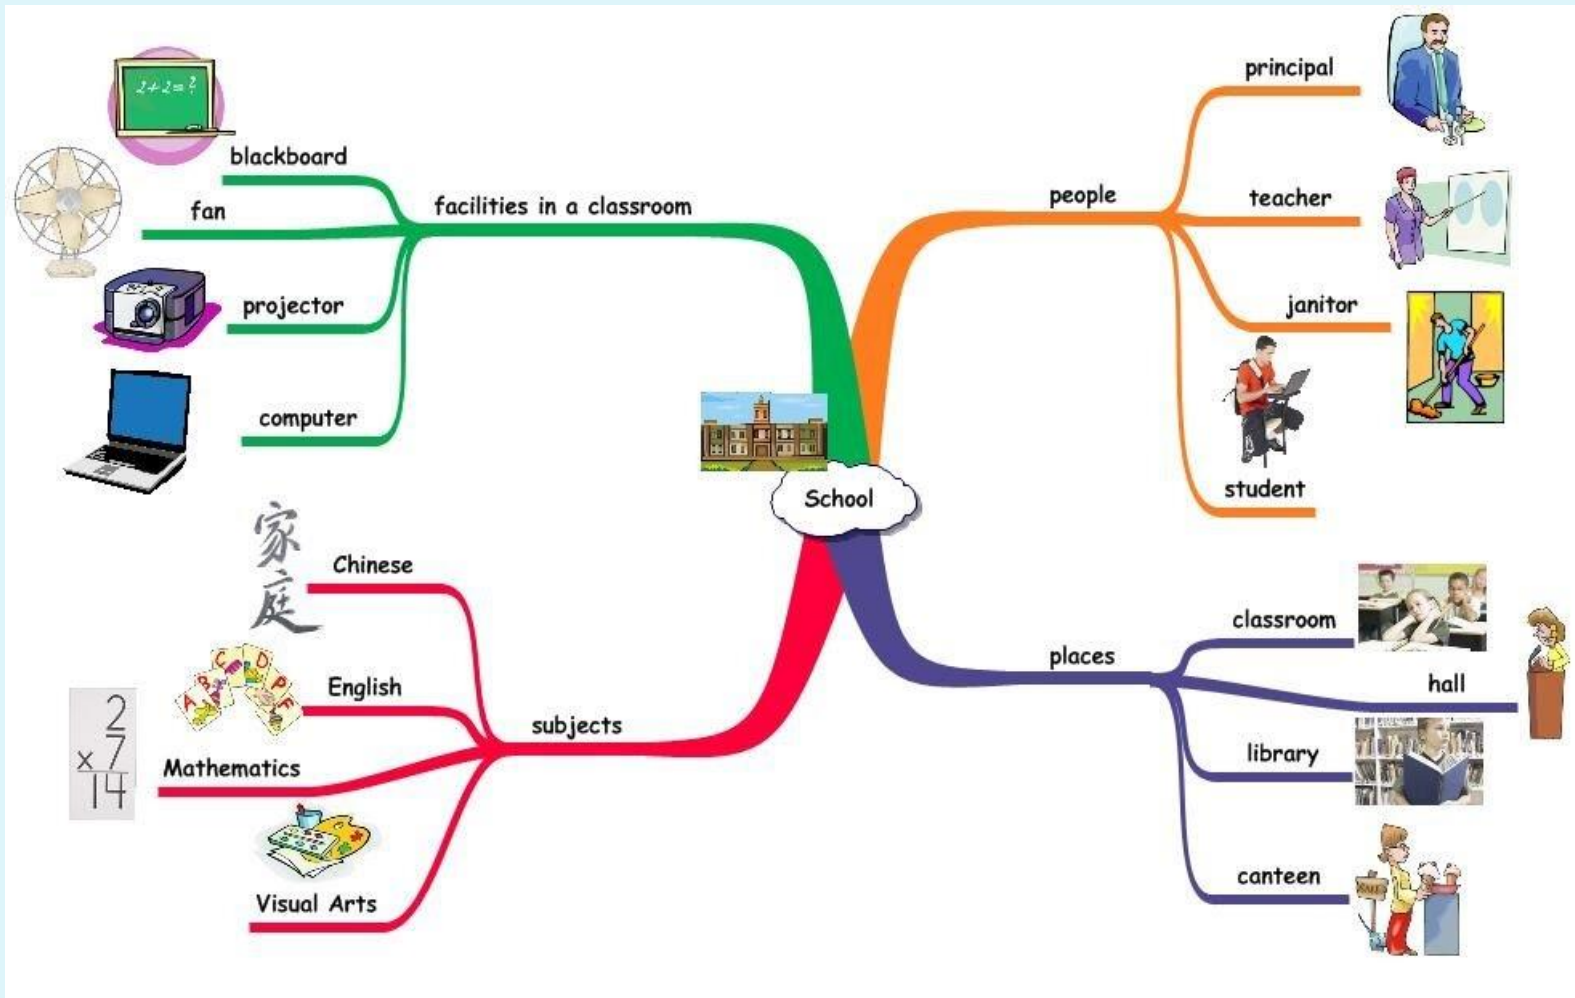 2+2=?
blackboard
fan
projector
computer
facilities in a classroom
people
principal
teacher
janitor
student
School
家
庭
Chinese
A B C D P F
English
2
x 7
14
Mathematics
Visual Arts
subjects
places
classroom
hall
library
canteen